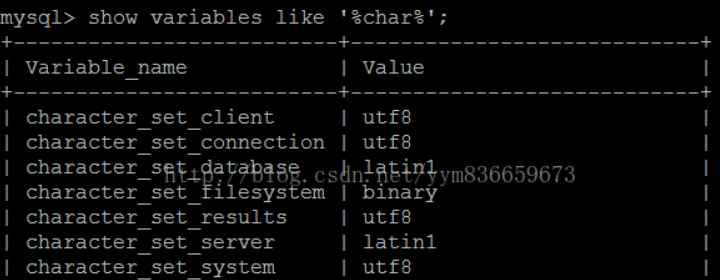 mysql> show variables like '%char%';
+--------------------------+----------------------------+
| Variable_name | Value |
+--------------------------+----------------------------+
| character_set_client | utf8
| character_set_connection | utf8
| character_set_database | latin1
http://blog.csdn.net/yym836659673
| character_set_filesystem | binary
| character_set_results | utf8
| character_set_server | latin1
| character_set_system | utf8